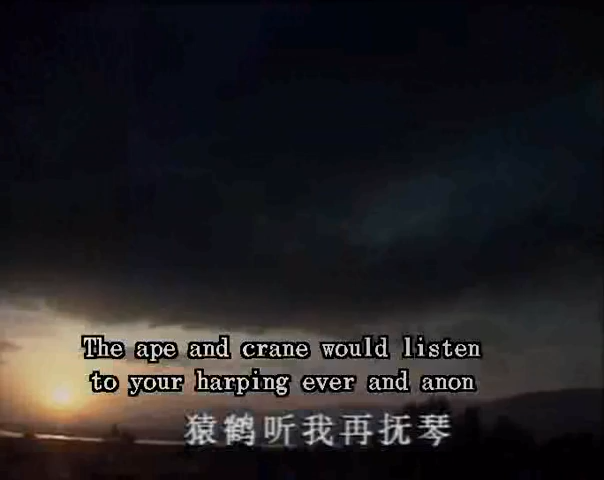 The ape and crane would listen
to your harping ever and anon
猿鹤听我再抚琴